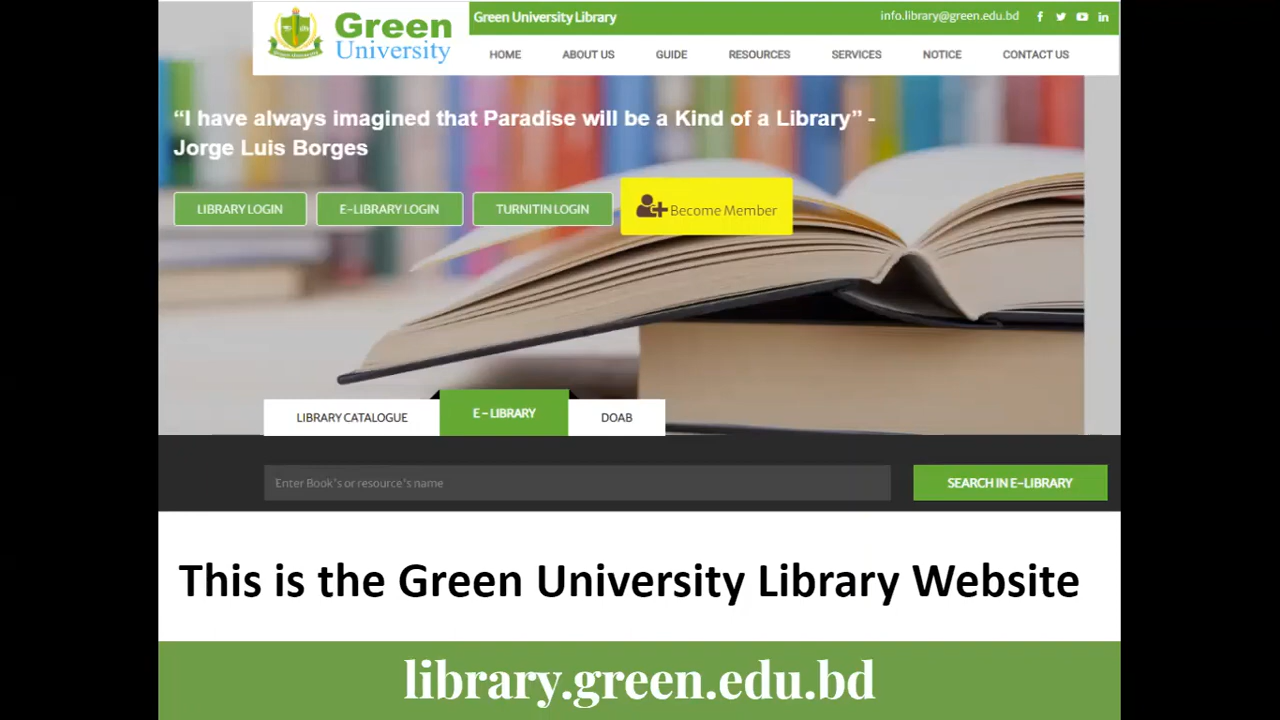 Green
University
Green University Library
info.library@green.edu.bd
HOME ABOUT US GUIDE RESOURCES SERVICES NOTICE CONTACT US
“I have always imagined that Paradise will be a Kind of a Library” -
Jorge Luis Borges
LIBRARY LOGIN E-LIBRARY LOGIN TURNITIN LOGIN Become Member
LIBRARY CATALOGUE E - LIBRARY DOAB
Enter Book's or resource's name SEARCH IN E-LIBRARY
This is the Green University Library Website
library.green.edu.bd